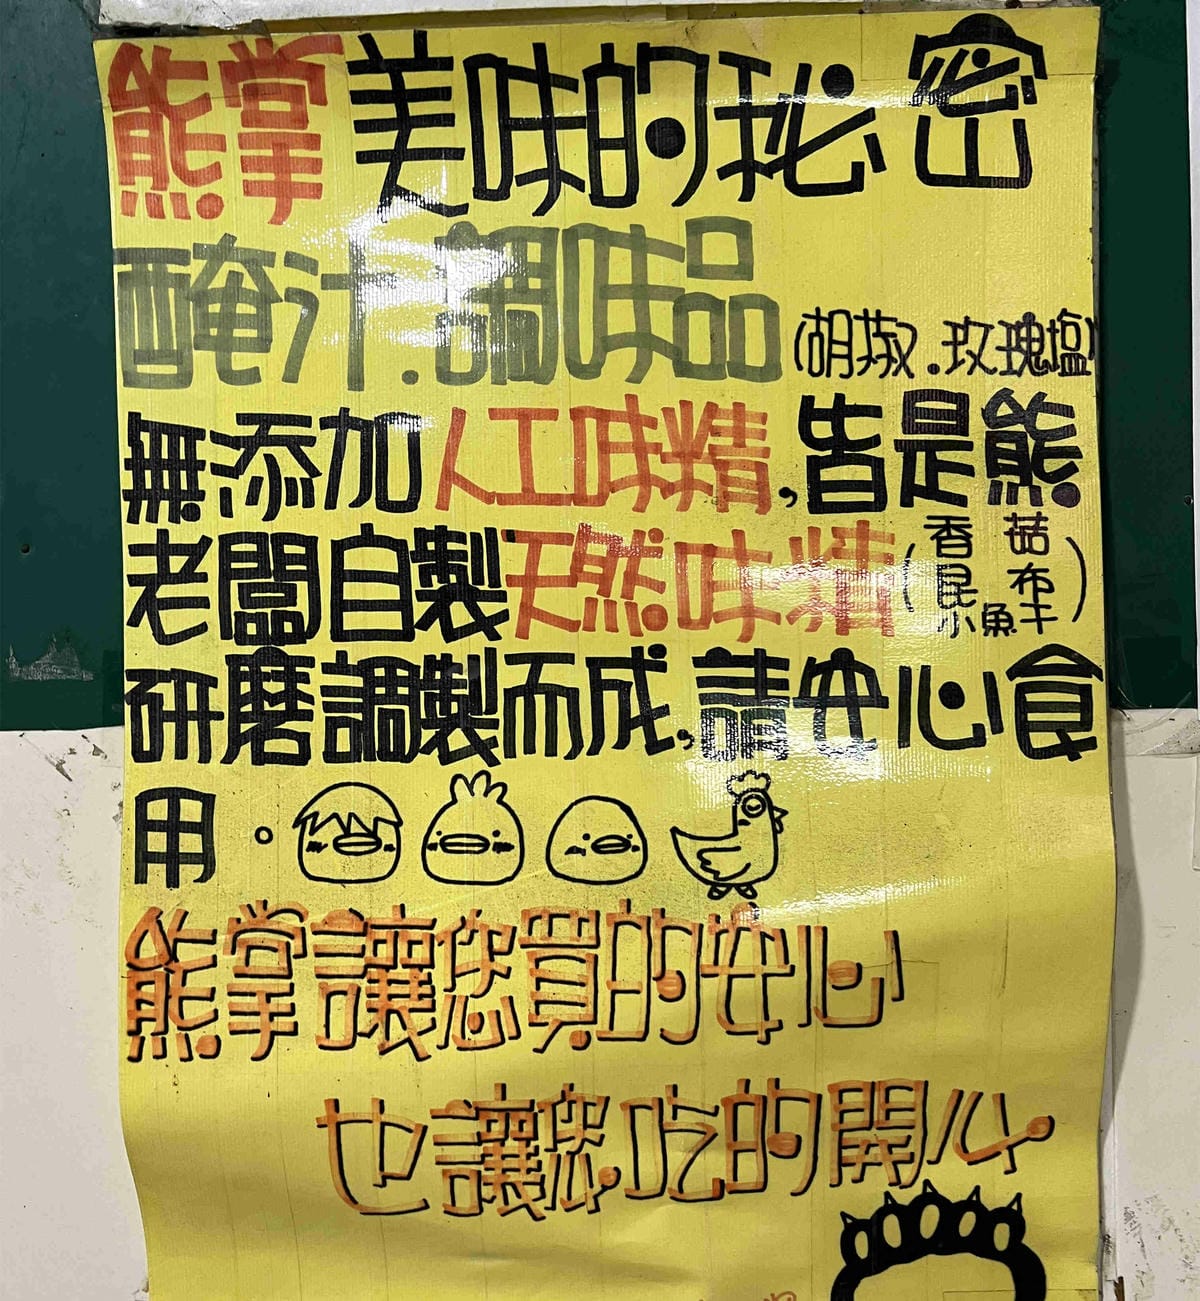 熊掌美味的秘密
醃汁.調味品(胡椒.玫瑰塩)
無添加人工味精,皆是熊
老闆自製天然味精(香菇昆布小魚干)
研磨調製而成,請安心食
用。
熊掌讓您買的安心
也讓您吃的開心